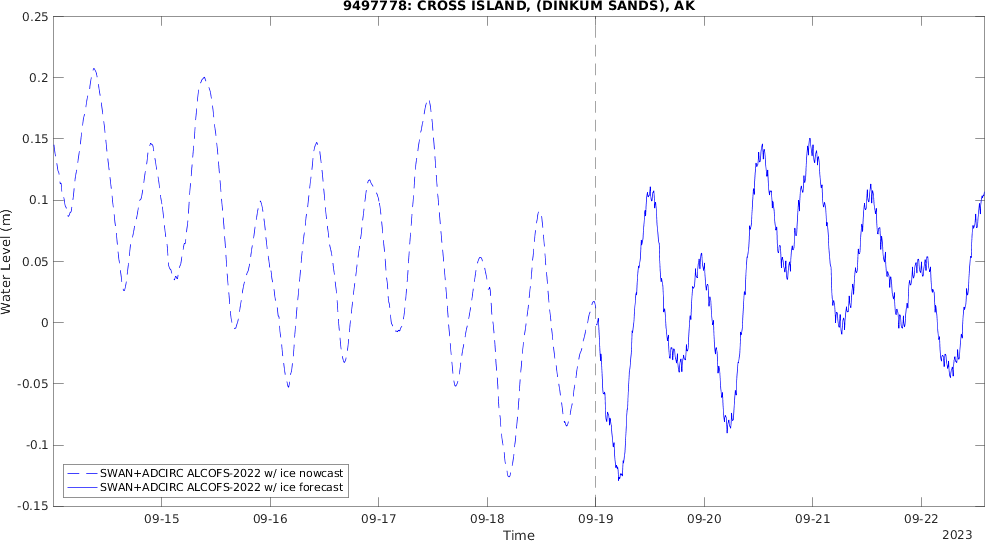 9497778: CROSS ISLAND, (DINKUM SANDS), AK
0.25
0.2
0.15
0.1
0.05
0
-0.05
-0.1
-0.15
Water Level (m)
SWAN+ADCIRC ALCOFS-2022 w/ ice nowcast
SWAN+ADCIRC ALCOFS-2022 w/ ice forecast
09-15 09-16 09-17 09-18 09-19 09-20 09-21 09-22
Time
2023